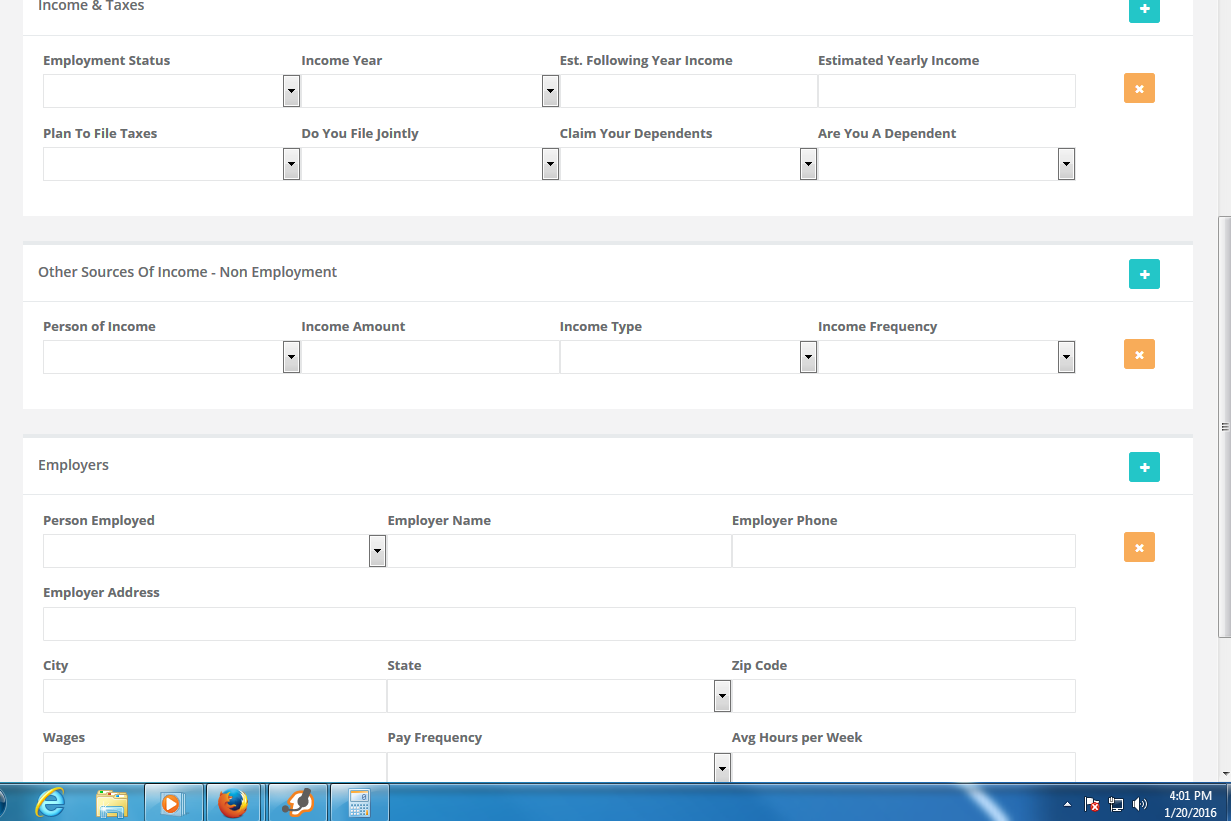 Income & Taxes
Employment Status Income Year Est. Following Year Income Estimated Yearly Income
Plan To File Taxes Do You File Jointly Claim Your Dependents Are You A Dependent
Other Sources Of Income - Non Employment
Person of Income Income Amount Income Type Income Frequency
Employers
Person Employed Employer Name Employer Phone
Employer Address
City State Zip Code
Wages Pay Frequency Avg Hours per Week
4:01 PM
1/20/2016